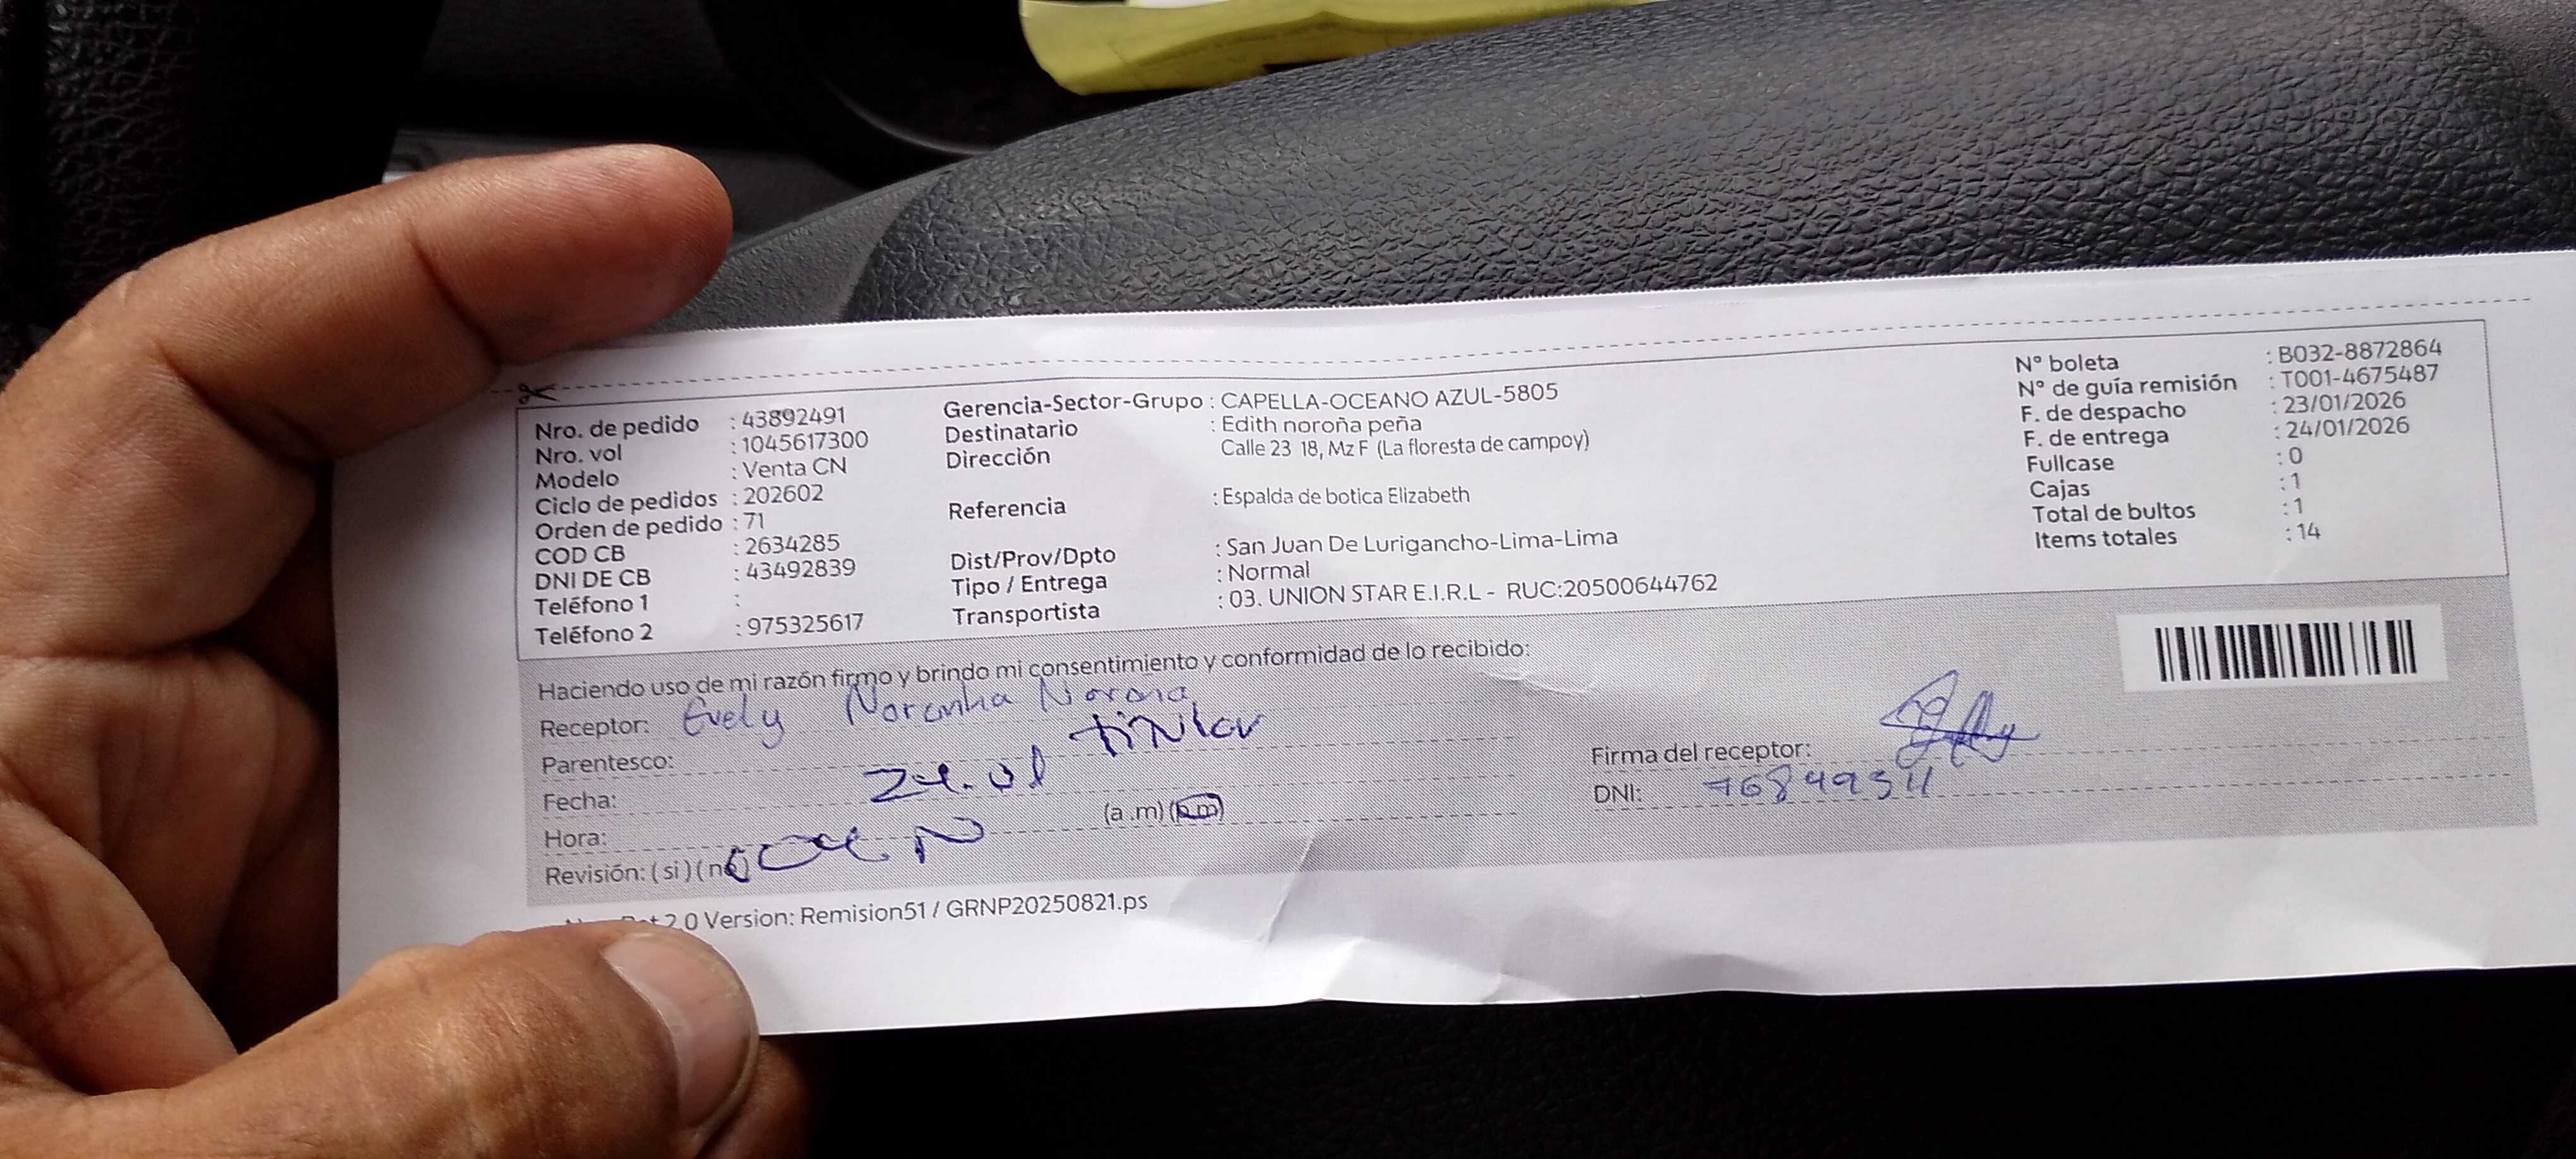 Nro. de pedido : 43892491
Nro. vol : 1045617300
Modelo : Venta CN
Ciclo de pedidos : 202602
Orden de pedido : 71
COD CB : 2634285
DNI DE CB : 43492839
Teléfono 1 :
Teléfono 2 : 975325617
Gerencia-Sector-Grupo : CAPELLA-OCEANO AZUL-5805
Destinatario : Edith noroña peña
Dirección Calle 23 18, Mz F (La floresta de campoy)
Referencia : Espalda de botica Elizabeth
Dist/Prov/Dpto : San Juan De Lurigancho-Lima-Lima
Tipo / Entrega : Normal
Transportista : 03. UNION STAR E.I.R.L - RUC:20500644762
N° boleta : B032-8872864
N° de guía remisión : T001-4675487
F. de despacho : 23/01/2026
F. de entrega : 24/01/2026
Fullcase : 0
Cajas : 1
Total de bultos : 1
Items totales : 14
Haciendo uso de mi razón firmo y brindo mi consentimiento y conformidad de lo recibido:
Receptor: Evely Noronha Norona
Parentesco: titular
Fecha: 24.01
Hora: (a.m) (p.m)
Revisión: (si) (no)
Firma del receptor:
DNI: 76849511
2.0 Version: Remision51 / GRNP20250821.ps